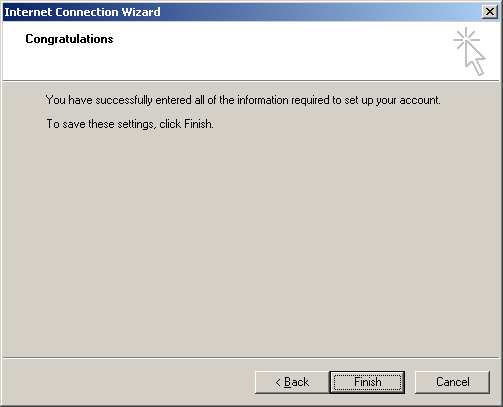 Internet Connection Wizard
Congratulations
You have successfully entered all of the information required to set up your account.
To save these settings, click Finish.
< Back Finish Cancel